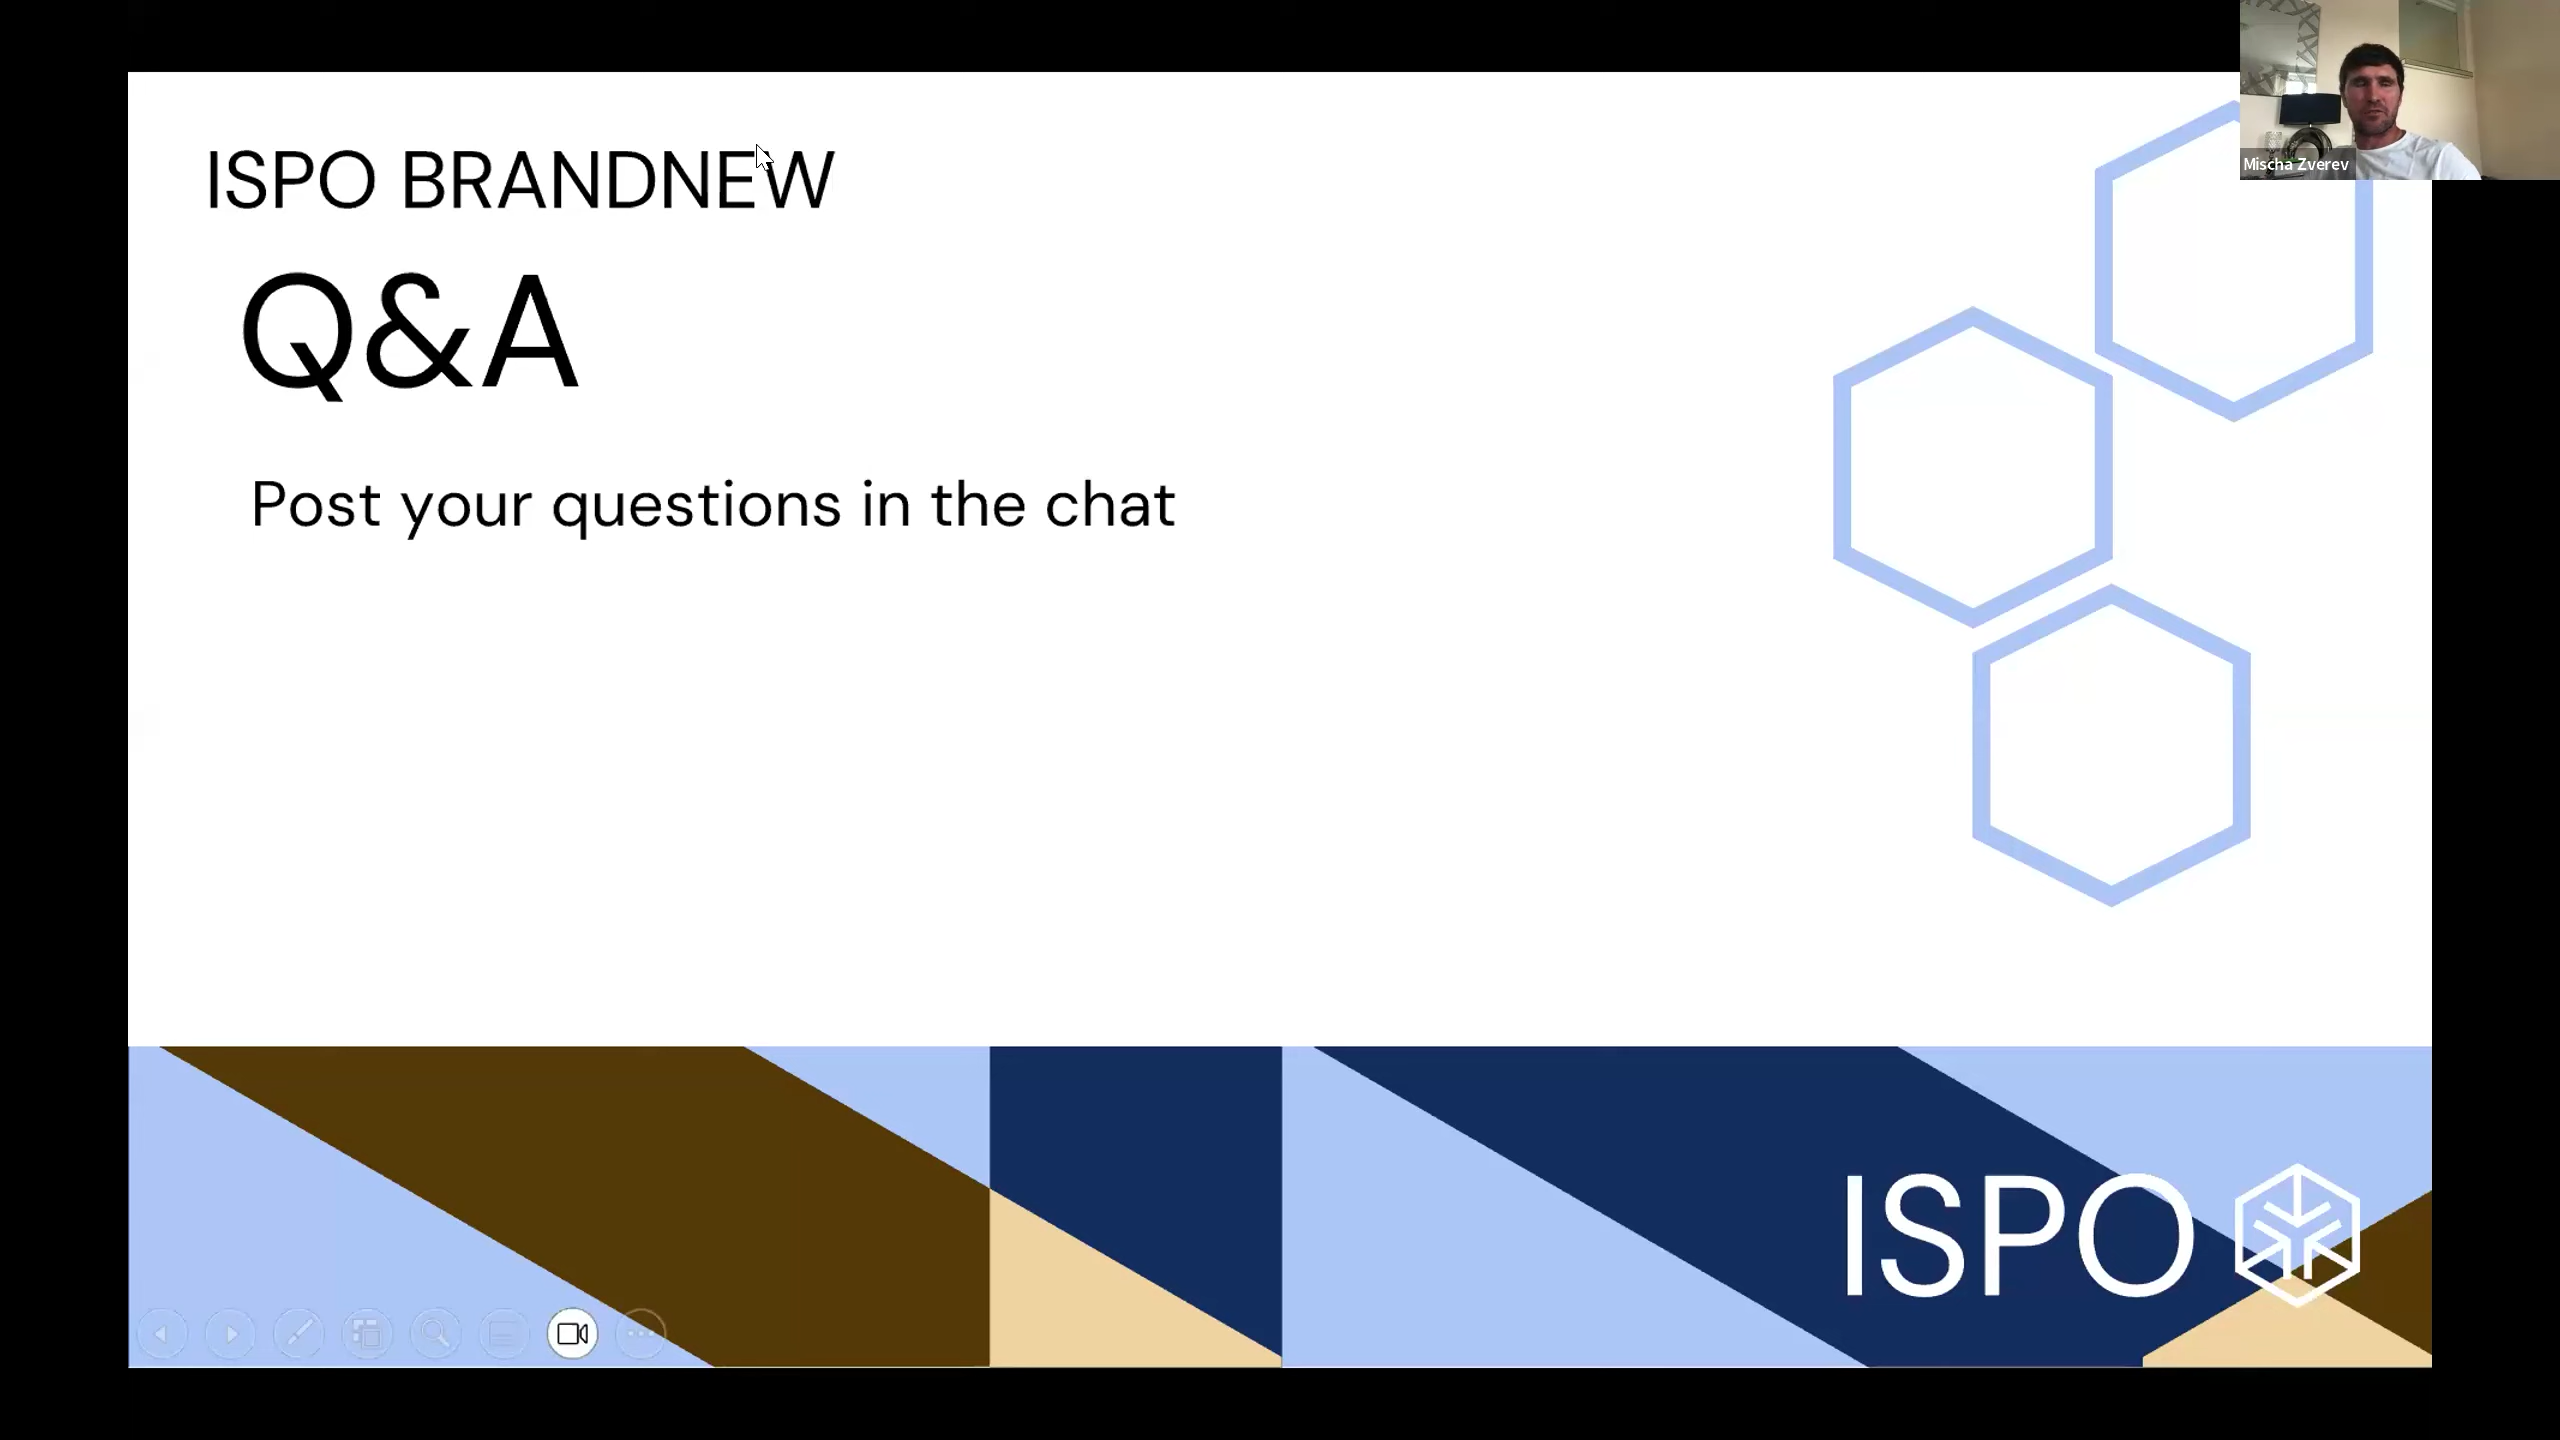 ISPO BRANDNEW
Mischa Zverev
Q&A
Post your questions in the chat
ISPO